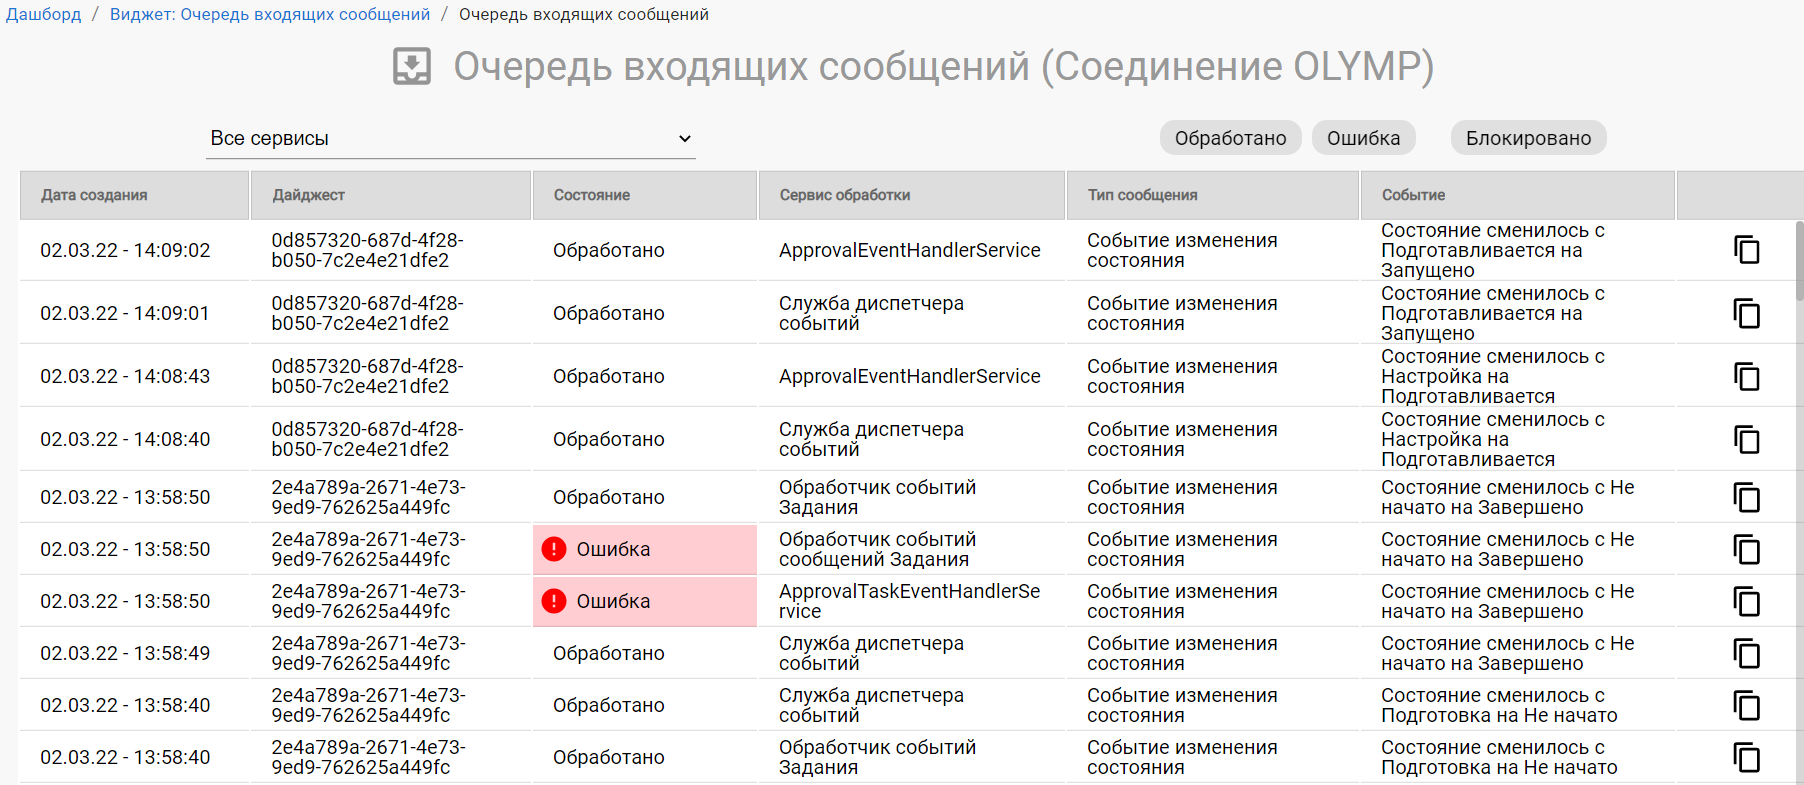 Дашборд / Виджет: Очередь входящих сообщений / Очередь входящих сообщений
Очередь входящих сообщений (Соединение OLYMP)
Все сервисы
Обработано
Ошибка
Блокировано
Дата создания
Дайджест
Состояние
Сервис обработки
Тип сообщения
Событие
02.03.22 - 14:09:02
0d857320-687d-4f28-
b050-7c2e4e21dfe2
Обработано
ApprovalEventHandlerService
Событие изменения
состояния
Состояние сменилось с
Подготавливается на
Запущено
02.03.22 - 14:09:01
0d857320-687d-4f28-
b050-7c2e4e21dfe2
Обработано
Служба диспетчера
событий
Событие изменения
состояния
Состояние сменилось с
Подготавливается на
Запущено
02.03.22 - 14:08:43
0d857320-687d-4f28-
b050-7c2e4e21dfe2
Обработано
ApprovalEventHandlerService
Событие изменения
состояния
Состояние сменилось с
Настройка на
Подготавливается
02.03.22 - 14:08:40
0d857320-687d-4f28-
b050-7c2e4e21dfe2
Обработано
Служба диспетчера
событий
Событие изменения
состояния
Состояние сменилось с
Настройка на
Подготавливается
02.03.22 - 13:58:50
2e4a789a-2671-4e73-
9ed9-762625a449fc
Обработано
Обработчик событий
Задания
Событие изменения
состояния
Состояние сменилось с Не
начато на Завершено
02.03.22 - 13:58:50
2e4a789a-2671-4e73-
9ed9-762625a449fc
Ошибка
Обработчик событий
сообщений Задания
Событие изменения
состояния
Состояние сменилось с Не
начато на Завершено
02.03.22 - 13:58:50
2e4a789a-2671-4e73-
9ed9-762625a449fc
Ошибка
ApprovalTaskEventHandlerSe
rvice
Событие изменения
состояния
Состояние сменилось с Не
начато на Завершено
02.03.22 - 13:58:49
2e4a789a-2671-4e73-
9ed9-762625a449fc
Обработано
Служба диспетчера
событий
Событие изменения
состояния
Состояние сменилось с Не
начато на Завершено
02.03.22 - 13:58:40
2e4a789a-2671-4e73-
9ed9-762625a449fc
Обработано
Служба диспетчера
событий
Событие изменения
состояния
Состояние сменилось с
Подготовка на Не начато
02.03.22 - 13:58:40
2e4a789a-2671-4e73-
9ed9-762625a449fc
Обработано
Обработчик событий
Задания
Событие изменения
состояния
Состояние сменилось с
Подготовка на Не начато